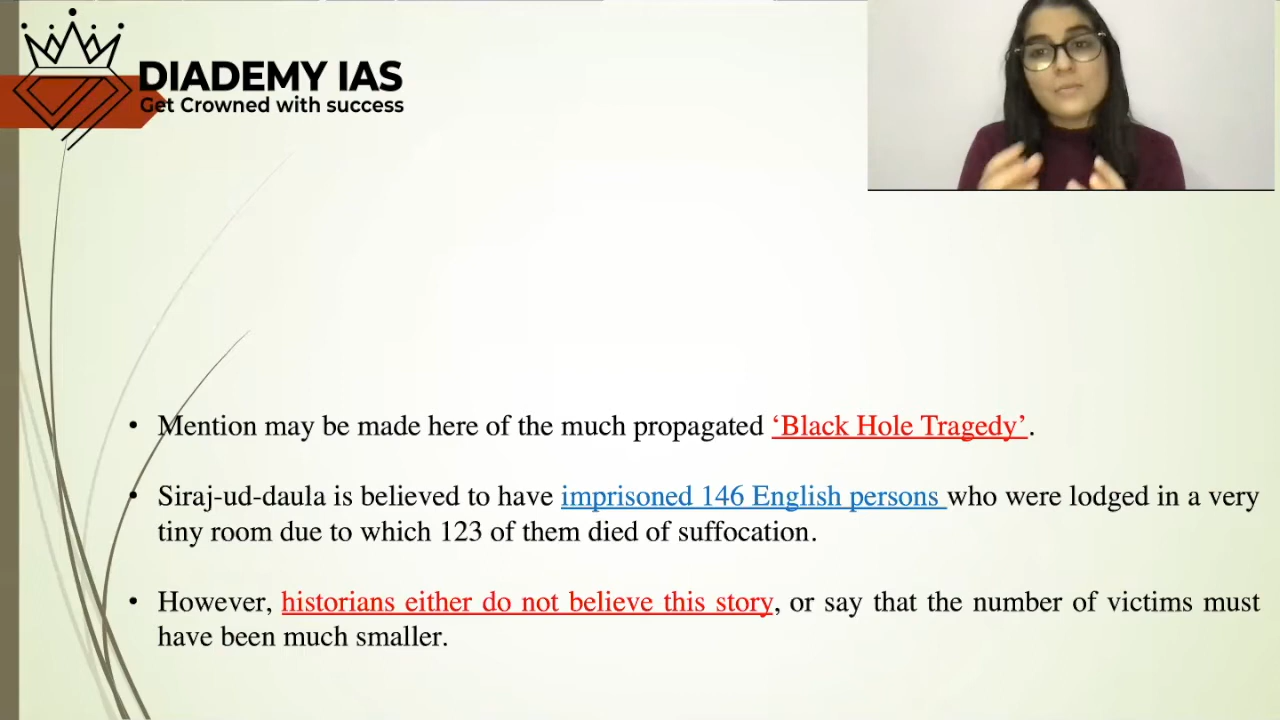 DIADEMY IAS
Get Crowned with success
• Mention may be made here of the much propagated ‘Black Hole Tragedy’.
• Siraj-ud-daula is believed to have imprisoned 146 English persons who were lodged in a very
tiny room due to which 123 of them died of suffocation.
• However, historians either do not believe this story, or say that the number of victims must
have been much smaller.